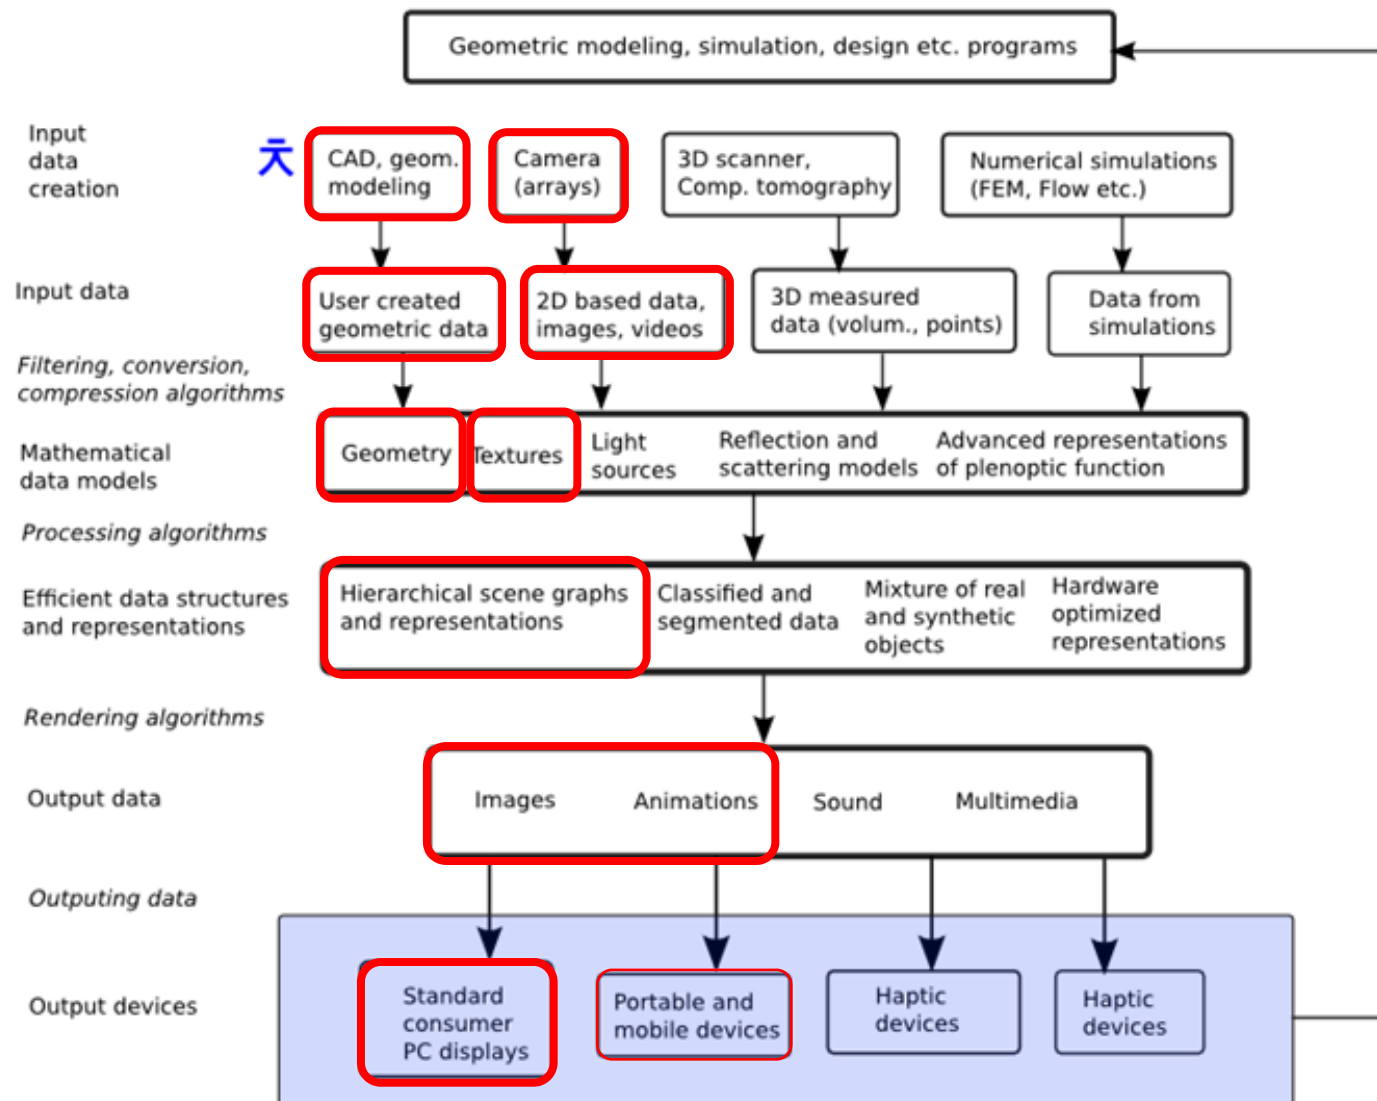 Geometric modeling, simulation, design etc. programs
Input
data
creation
大
CAD, geom.
modeling
Camera
(arrays)
3D scanner,
Comp. tomography
Numerical simulations
(FEM, Flow etc.)
Input data
User created
geometric data
2D based data,
images, videos
3D measured
data (volum., points)
Data from
simulations
Filtering, conversion,
compression algorithms
Mathematical
data models
Geometry
Textures
Light
sources
Reflection and
scattering models
Advanced representations
of plenoptic function
Processing algorithms
Efficient data structures
and representations
Hierarchical scene graphs
and representations
Classified and
segmented data
Mixture of real
and synthetic
objects
Hardware
optimized
representations
Rendering algorithms
Output data
Images
Animations
Sound
Multimedia
Outputing data
Output devices
Standard
consumer
PC displays
Portable and
mobile devices
Haptic
devices
Haptic
devices